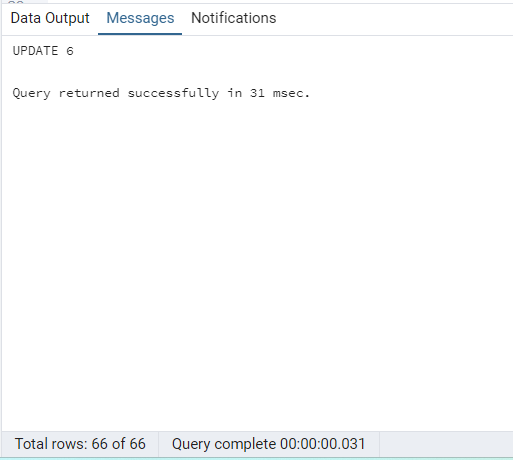 Data Output Messages Notifications
UPDATE 6
Query returned successfully in 31 msec.
Total rows: 66 of 66 Query complete 00:00:00.031